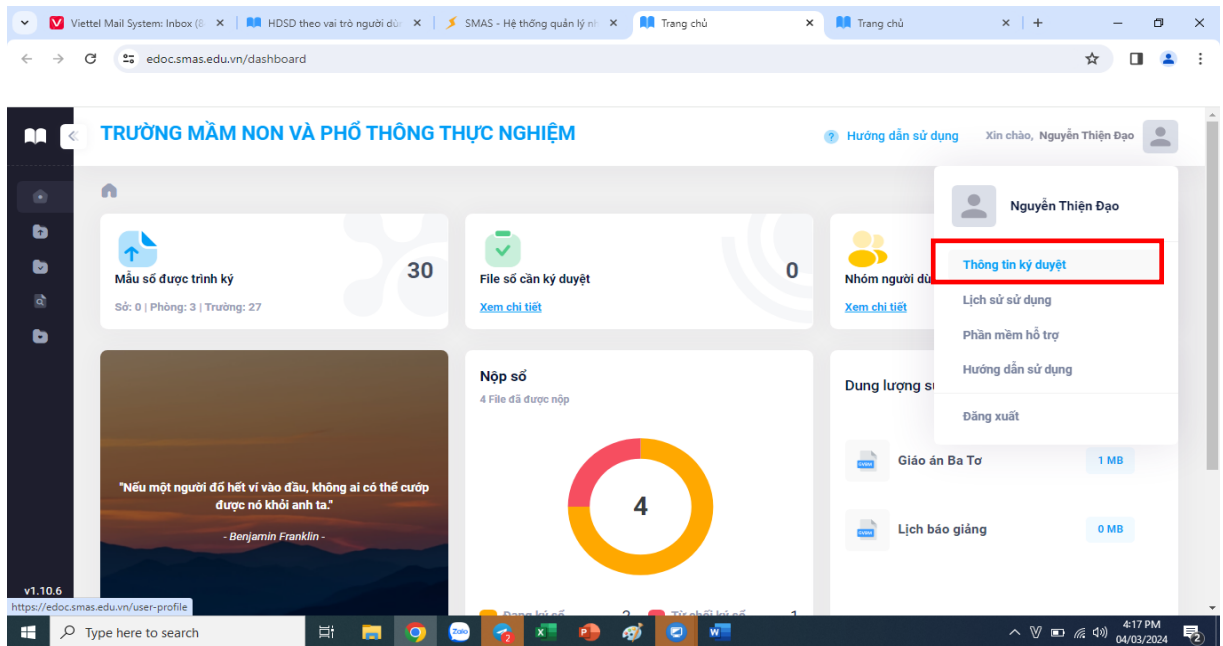 Viettel Mail System: Inbox (8
HDSD theo vai trò người dùn
SMAS - Hệ thống quản lý nh
Trang chủ
Trang chủ
edoc.smas.edu.vn/dashboard
TRƯỜNG MẦM NON VÀ PHỔ THÔNG THỰC NGHIỆM
Hướng dẫn sử dụng
Xin chào, Nguyễn Thiện Đạo
Nguyễn Thiện Đạo
Thông tin ký duyệt
Lịch sử sử dụng
Phần mềm hỗ trợ
Hướng dẫn sử dụng
Đăng xuất
Mẫu số được trình ký
30
Sở: 0 | Phòng: 3 | Trường: 27
File số cần ký duyệt
0
Xem chi tiết
Nhóm người dù
Xem chi tiết
"Nếu một người đổ hết ví vào đầu, không ai có thể cướp
được nó khỏi anh ta."
- Benjamin Franklin -
Nộp sổ
4 File đã được nộp
4
Dung lượng s
Giáo án Ba Tơ
1 MB
Lịch báo giảng
0 MB
v1.10.6
https://edoc.smas.edu.vn/user-profile
Type here to search
Zalo
2
4:17 PM
04/03/2024
2